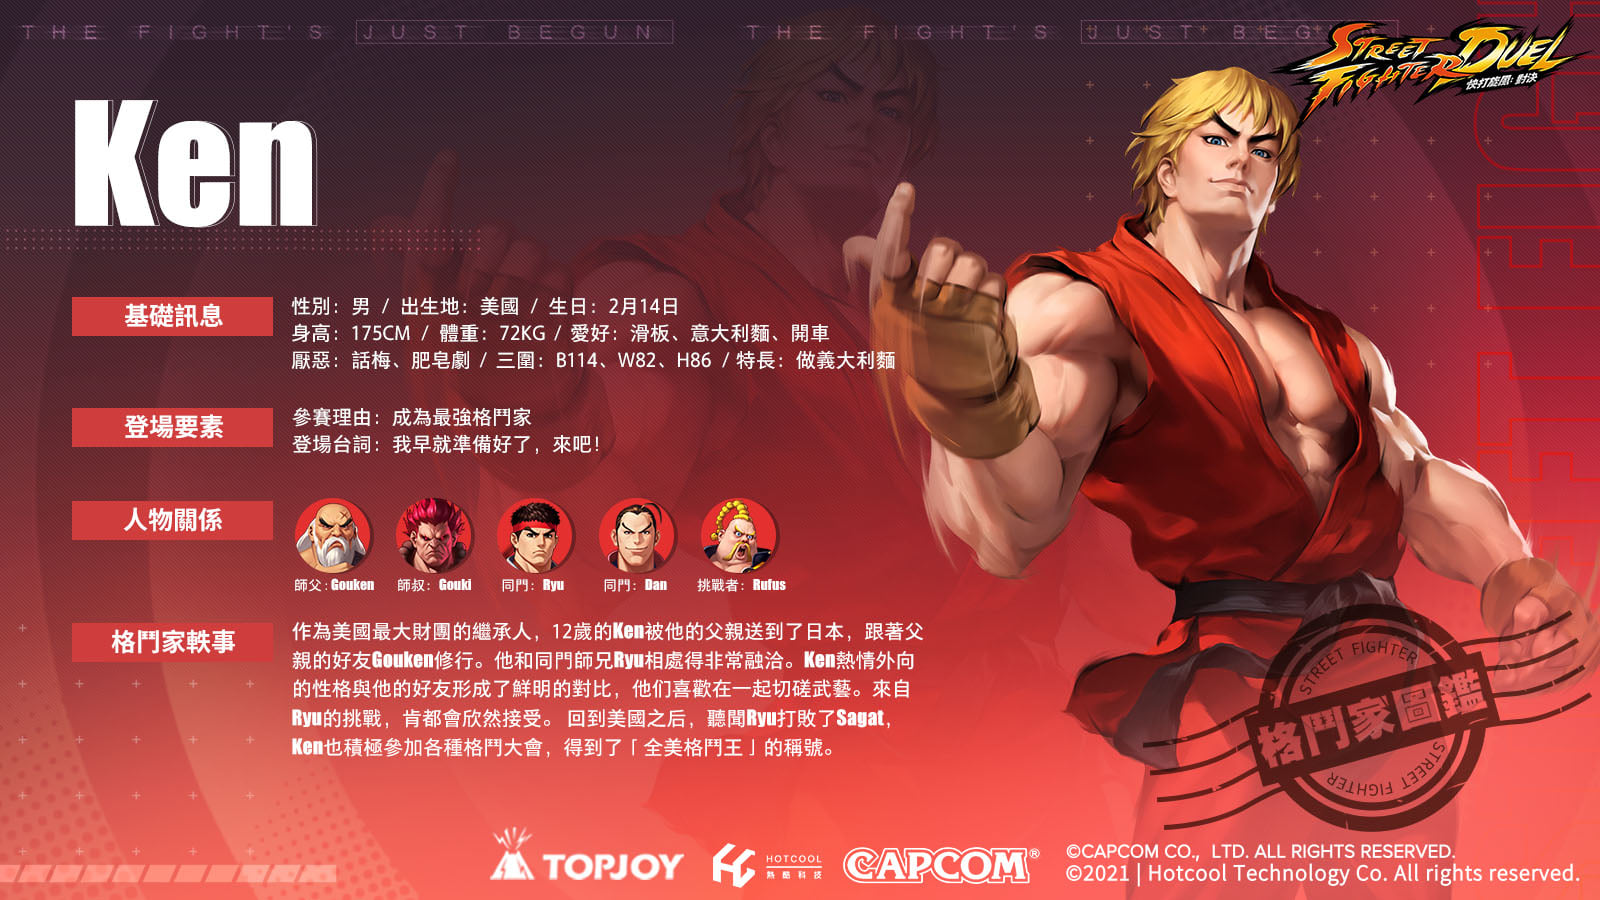 THE FIGHT'S JUST BEGUN THE FIGHT'S JUST BEG
STREET FIGHTER DUEL
快打旋風:對決
Ken
基礎訊息
性別：男 / 出生地：美國 / 生日：2月14日
身高：175CM / 體重：72KG / 愛好：滑板、意大利麵、開車
厭惡：話梅、肥皂劇 / 三圍：B114、W82、H86 / 特長：做義大利麵
登場要素
參賽理由：成為最強格鬥家
登場台詞：我早就準備好了，來吧！
人物關係
師父：Gouken
師叔：Gouki
同門：Ryu
同門：Dan
挑戰者：Rufus
格鬥家軼事
作為美國最大財團的繼承人，12歲的Ken被他的父親送到了日本，跟著父
親的好友Gouken修行。他和同門師兄Ryu相處得非常融洽。Ken熱情外向
的性格與他的好友形成了鮮明的對比，他们喜歡在一起切磋武藝。來自
Ryu的挑戰，肯都會欣然接受。 回到美國之后，聽聞Ryu打敗了Sagat，
Ken也積極參加各種格鬥大會，得到了「全美格鬥王」的稱號。
STREET FIGHTER
格鬥家圖鑑
STREET FIGHTER
TOPJOY
HOTCOOL
熱酷科技
CAPCOM®
©CAPCOM CO., LTD. ALL RIGHTS RESERVED.
©2021 | Hotcool Technology Co. All rights reserved.